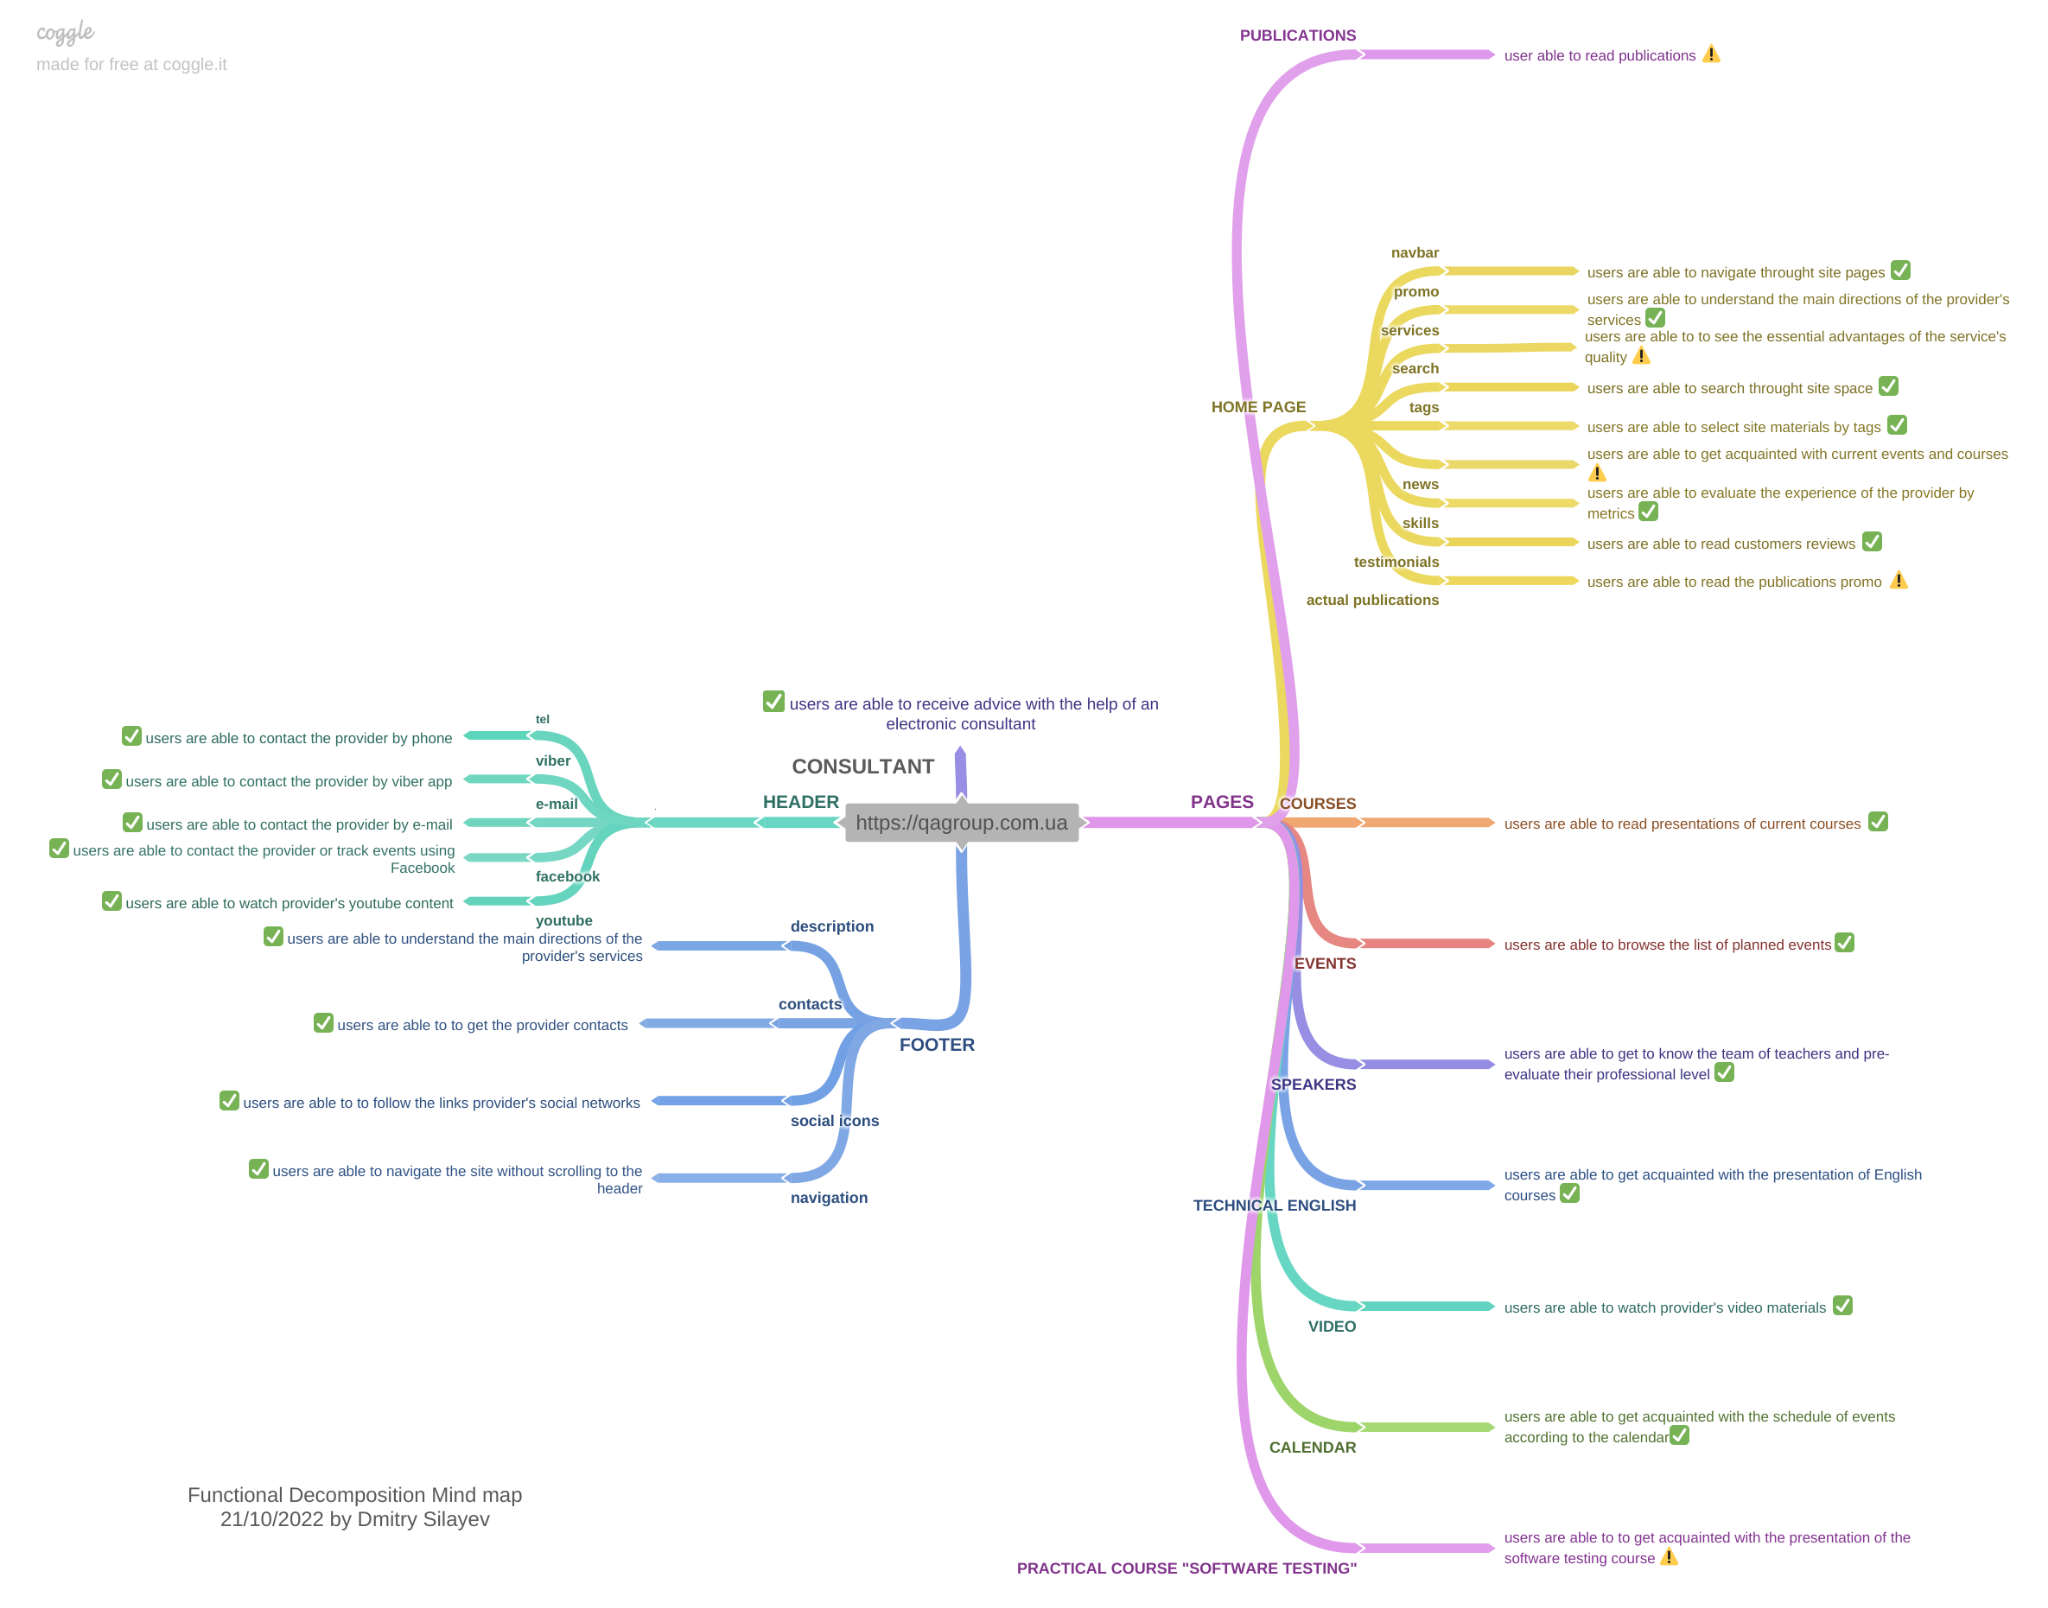 coggle
made for free at coggle.it
PUBLICATIONS
user able to read publications
HOME PAGE
navbar
users are able to navigate throught site pages
promo
users are able to understand the main directions of the provider's
services
services
users are able to to see the essential advantages of the service's
quality
search
users are able to search throught site space
tags
users are able to select site materials by tags
users are able to get acquainted with current events and courses
news
users are able to evaluate the experience of the provider by
metrics
skills
users are able to read customers reviews
testimonials
users are able to read the publications promo
actual publications
users are able to receive advice with the help of an
electronic consultant
CONSULTANT
HEADER
https://qagroup.com.ua
PAGES
tel
users are able to contact the provider by phone
viber
users are able to contact the provider by viber app
e-mail
users are able to contact the provider by e-mail
users are able to contact the provider or track events using
Facebook
facebook
users are able to watch provider's youtube content
youtube
description
users are able to understand the main directions of the
provider's services
contacts
users are able to to get the provider contacts
FOOTER
users are able to to follow the links provider's social networks
social icons
users are able to navigate the site without scrolling to the
header
navigation
COURSES
users are able to read presentations of current courses
users are able to browse the list of planned events
EVENTS
users are able to get to know the team of teachers and pre-
evaluate their professional level
SPEAKERS
users are able to get acquainted with the presentation of English
courses
TECHNICAL ENGLISH
users are able to watch provider's video materials
VIDEO
users are able to get acquainted with the schedule of events
according to the calendar
CALENDAR
users are able to to get acquainted with the presentation of the
software testing course
PRACTICAL COURSE "SOFTWARE TESTING"
Functional Decomposition Mind map
21/10/2022 by Dmitry Silayev